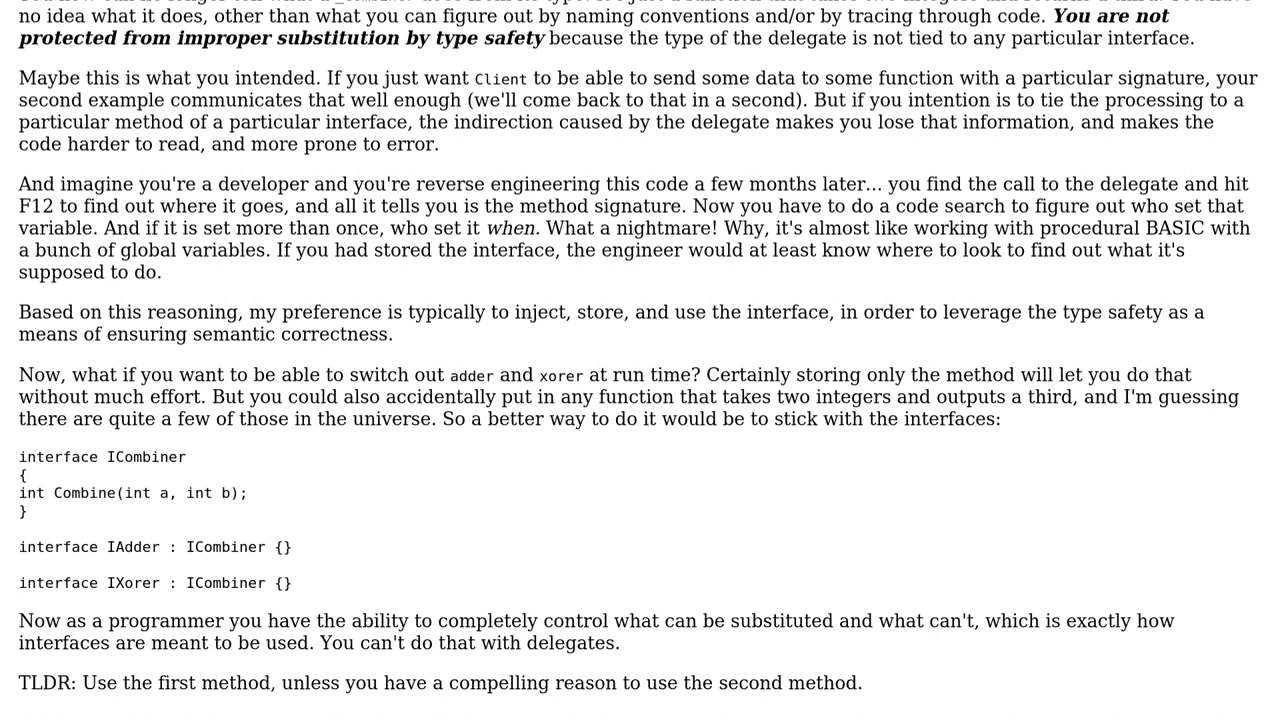 no idea what it does, other than what you can figure out by naming conventions and/or by tracing through code. You are not
protected from improper substitution by type safety because the type of the delegate is not tied to any particular interface.
Maybe this is what you intended. If you just want Client to be able to send some data to some function with a particular signature, your
second example communicates that well enough (we'll come back to that in a second). But if you intention is to tie the processing to a
particular method of a particular interface, the indirection caused by the delegate makes you lose that information, and makes the
code harder to read, and more prone to error.
And imagine you're a developer and you're reverse engineering this code a few months later... you find the call to the delegate and hit
F12 to find out where it goes, and all it tells you is the method signature. Now you have to do a code search to figure out who set that
variable. And if it is set more than once, who set it when. What a nightmare! Why, it's almost like working with procedural BASIC with
a bunch of global variables. If you had stored the interface, the engineer would at least know where to look to find out what it's
supposed to do.
Based on this reasoning, my preference is typically to inject, store, and use the interface, in order to leverage the type safety as a
means of ensuring semantic correctness.
Now, what if you want to be able to switch out adder and xorer at run time? Certainly storing only the method will let you do that
without much effort. But you could also accidentally put in any function that takes two integers and outputs a third, and I'm guessing
there are quite a few of those in the universe. So a better way to do it would be to stick with the interfaces:
interface ICombiner
{
int Combine(int a, int b);
}
interface IAdder : ICombiner {}
interface IXorer : ICombiner {}
Now as a programmer you have the ability to completely control what can be substituted and what can't, which is exactly how
interfaces are meant to be used. You can't do that with delegates.
TLDR: Use the first method, unless you have a compelling reason to use the second method.